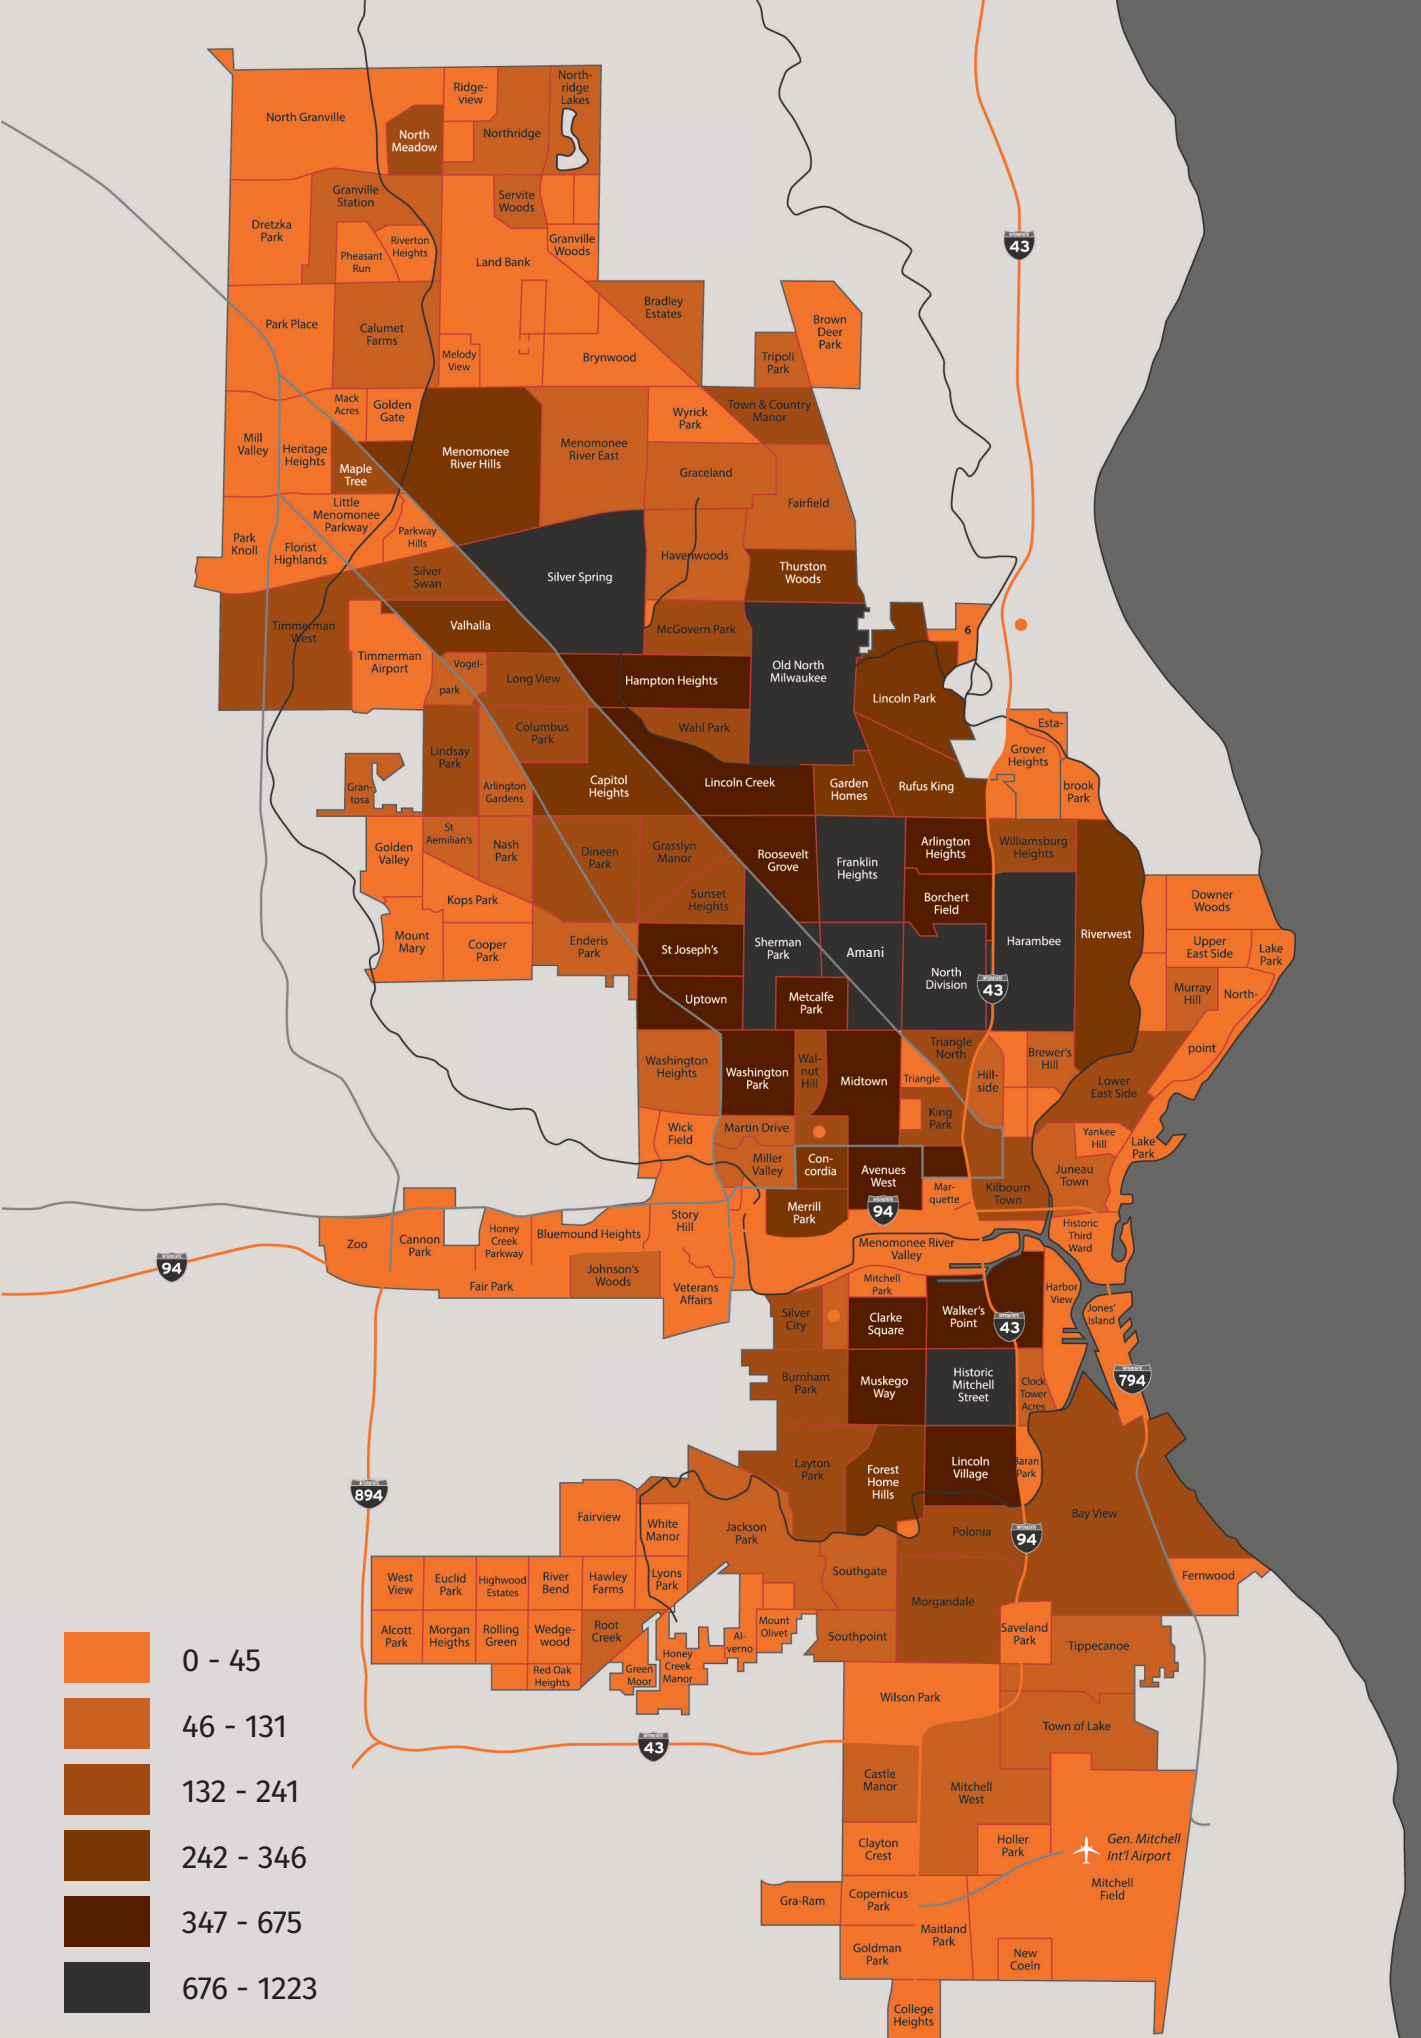 North-
ridge
Lakes
Ridge-
view
North Granville
North
Meadow
Northridge
Granville
Station
Servite
Woods
Dretzka
Park
Riverton
Heights
Granville
Woods
Pheasant
Run
Land Bank
INTERSTATE
43
Bradley
Estates
Park Place
Calumet
Farms
Brown
Deer
Park
Melody
View
Brynwood
Tripoli
Park
Mack
Acres
Golden
Gate
Wyrick
Park
Town & Country
Manor
Mill
Valley
Heritage
Heights
Menomonee
River Hills
Menomonee
River East
Maple
Tree
Graceland
Little
Menomonee
Parkway
Fairfield
Park
Knoll
Florist
Highlands
Parkway
Hills
Havenwoods
Silver
Swan
Silver Spring
Thurston
Woods
Timmerman
West
Valhalla
McGovern Park
6
Timmerman
Airport
Vogel-
park
Long View
Hampton Heights
Old North
Milwaukee
Lincoln Park
Columbus
Park
Wahl Park
Esta-
brook
Park
Grover
Heights
Lindsay
Park
Gran-
tosa
Arlington
Gardens
Capitol
Heights
Lincoln Creek
Garden
Homes
Rufus King
St
Aemilian's
Golden
Valley
Nash
Park
Dineen
Park
Grasslyn
Manor
Roosevelt
Grove
Franklin
Heights
Arlington
Heights
Williamsburg
Heights
Kops Park
Sunset
Heights
Borchert
Field
Downer
Woods
Mount
Mary
Cooper
Park
Enderis
Park
St Joseph's
Sherman
Park
Amani
Harambee
Riverwest
Upper
East Side
Lake
Park
North
Division
INTERSTATE
43
Uptown
Metcalfe
Park
Murray
Hill
North-
point
Washington
Heights
Washington
Park
Wal-
nut
Hill
Midtown
Triangle
North
Triangle
Hill-
side
Brewer's
Hill
Lower
East Side
King
Park
Wick
Field
Martin Drive
Yankee
Hill
Lake
Park
Miller
Valley
Con-
cordia
Avenues
West
Juneau
Town
Mar-
quette
Kilbourn
Town
INTERSTATE
94
Merrill
Park
Story
Hill
Historic
Third
Ward
Zoo
Cannon
Park
Honey
Creek
Parkway
Bluemound Heights
Menomonee River
Valley
INTERSTATE
94
Fair Park
Johnson's
Woods
Veterans
Affairs
Mitchell
Park
Harbor
View
Silver
City
Clarke
Square
Walker's
Point
INTERSTATE
43
Jones'
Island
Burnham
Park
Muskego
Way
Historic
Mitchell
Street
Clock
Tower
Acres
INTERSTATE
794
Layton
Park
Forest
Home
Hills
Lincoln
Village
Baran
Park
INTERSTATE
894
Fairview
White
Manor
Jackson
Park
Polonia
INTERSTATE
94
Bay View
West
View
Euclid
Park
Highwood
Estates
River
Bend
Hawley
Farms
Lyons
Park
Southgate
Fernwood
Morgandale
Alcott
Park
Morgan
Heigths
Rolling
Green
Wedge-
wood
Root
Creek
Al-
verno
Mount
Olivet
Southpoint
Saveland
Park
Tippecanoe
Red Oak
Heights
Green
Moor
Honey
Creek
Manor
Wilson Park
Town of Lake
INTERSTATE
43
Castle
Manor
Mitchell
West
Clayton
Crest
Holler
Park
Gen. Mitchell
Int'l Airport
Mitchell
Field
Gra-Ram
Copernicus
Park
Maitland
Park
Goldman
Park
New
Coeln
College
Heights
0 - 45
46 - 131
132 - 241
242 - 346
347 - 675
676 - 1223